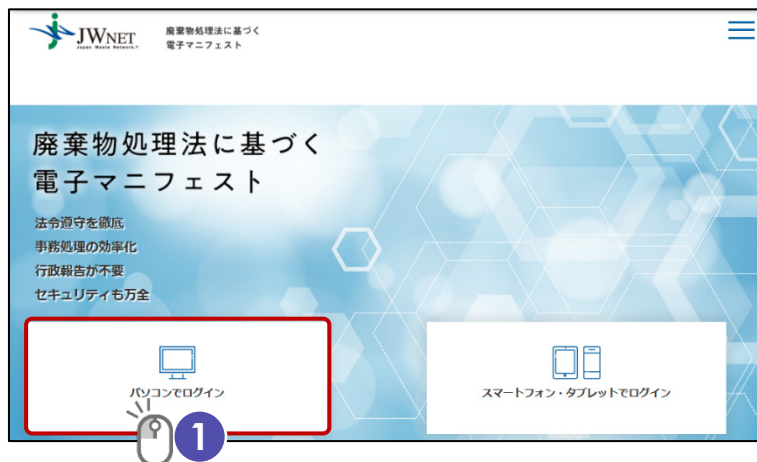 JWNET
Japan Waste Network.®
廃棄物処理法に基づく
電子マニフェスト
廃棄物処理法に基づく
電子マニフェスト
法令遵守を徹底
事務処理の効率化
行政報告が不要
セキュリティも万全
パソコンでログイン
スマートフォン・タブレットでログイン
1